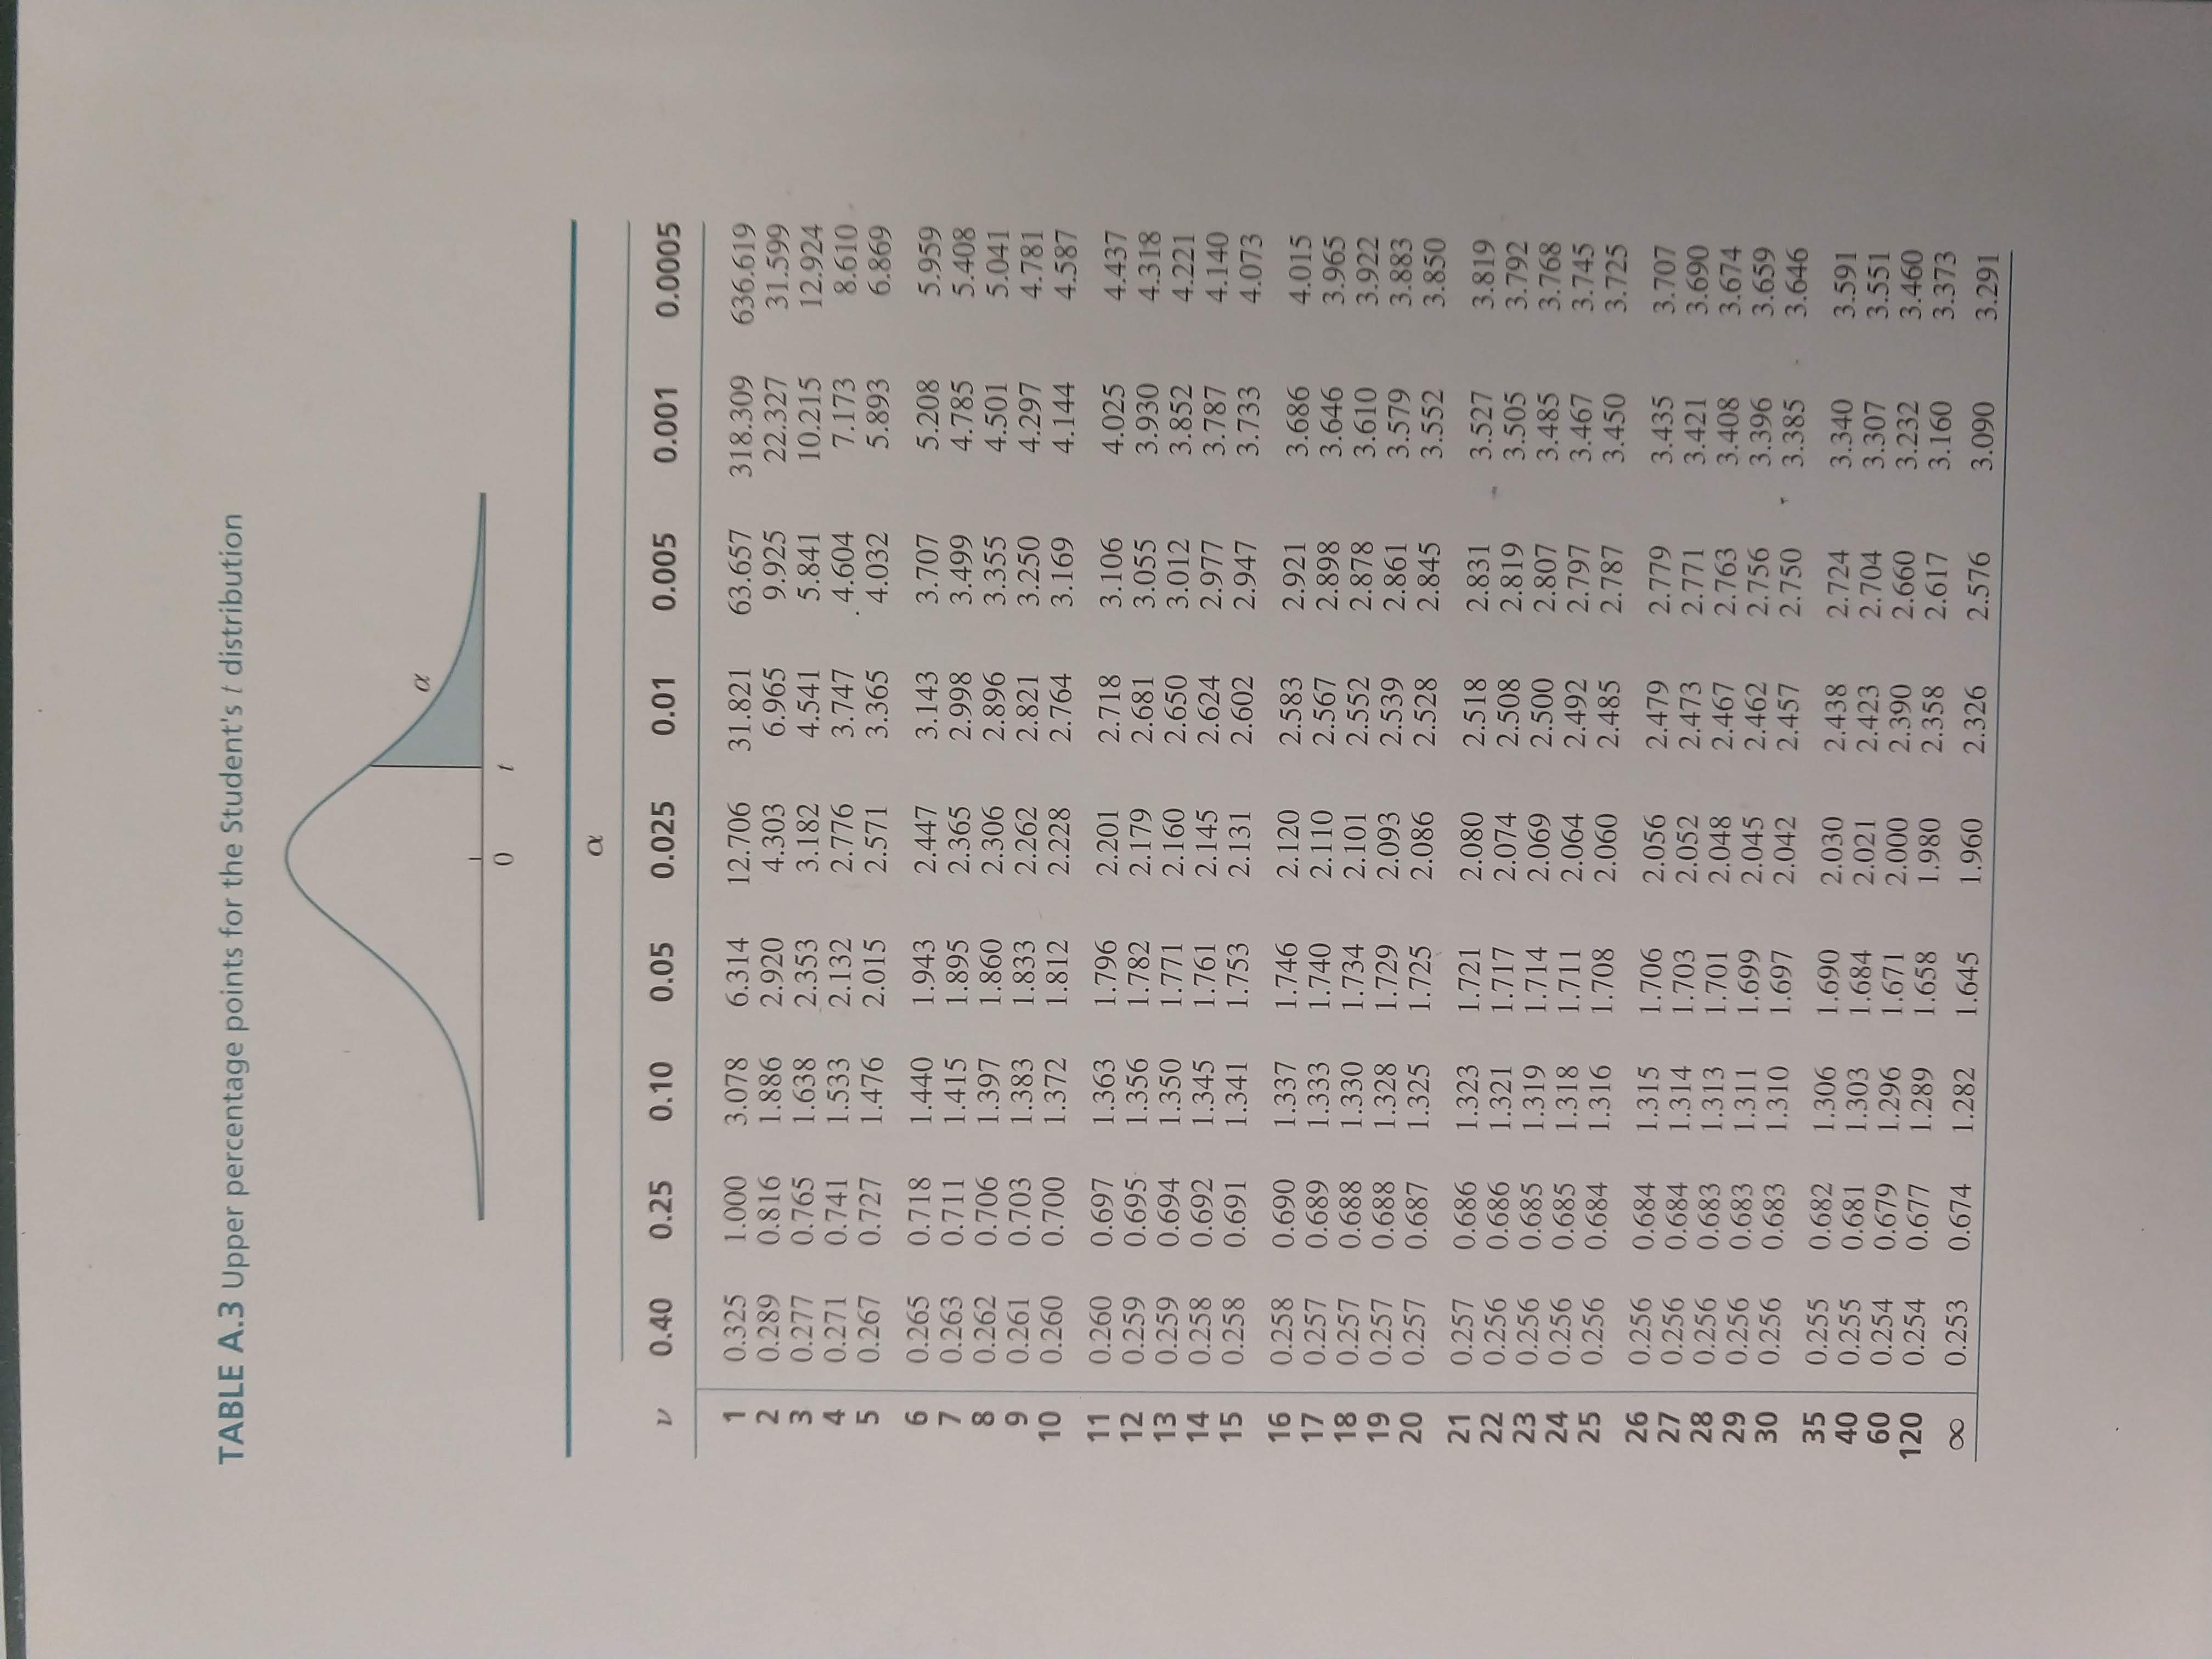 TABLE A.3 Upper percentage points for the Student's t distribution
α
0 t
α
ν 0.40 0.25 0.10 0.05 0.025 0.01 0.005 0.001 0.0005
1 0.325 1.000 3.078 6.314 12.706 31.821 63.657 318.309 636.619
2 0.289 0.816 1.886 2.920 4.303 6.965 9.925 22.327 31.599
3 0.277 0.765 1.638 2.353 3.182 4.541 5.841 10.215 12.924
4 0.271 0.741 1.533 2.132 2.776 3.747 4.604 7.173 8.610
5 0.267 0.727 1.476 2.015 2.571 3.365 4.032 5.893 6.869
6 0.265 0.718 1.440 1.943 2.447 3.143 3.707 5.208 5.959
7 0.263 0.711 1.415 1.895 2.365 2.998 3.499 4.785 5.408
8 0.262 0.706 1.397 1.860 2.306 2.896 3.355 4.501 5.041
9 0.261 0.703 1.383 1.833 2.262 2.821 3.250 4.297 4.781
10 0.260 0.700 1.372 1.812 2.228 2.764 3.169 4.144 4.587
11 0.260 0.697 1.363 1.796 2.201 2.718 3.106 4.025 4.437
12 0.259 0.695 1.356 1.782 2.179 2.681 3.055 3.930 4.318
13 0.259 0.694 1.350 1.771 2.160 2.650 3.012 3.852 4.221
14 0.258 0.692 1.345 1.761 2.145 2.624 2.977 3.787 4.140
15 0.258 0.691 1.341 1.753 2.131 2.602 2.947 3.733 4.073
16 0.258 0.690 1.337 1.746 2.120 2.583 2.921 3.686 4.015
17 0.257 0.689 1.333 1.740 2.110 2.567 2.898 3.646 3.965
18 0.257 0.688 1.330 1.734 2.101 2.552 2.878 3.610 3.922
19 0.257 0.688 1.328 1.729 2.093 2.539 2.861 3.579 3.883
20 0.257 0.687 1.325 1.725 2.086 2.528 2.845 3.552 3.850
21 0.257 0.686 1.323 1.721 2.080 2.518 2.831 3.527 3.819
22 0.256 0.686 1.321 1.717 2.074 2.508 2.819 3.505 3.792
23 0.256 0.685 1.319 1.714 2.069 2.500 2.807 3.485 3.768
24 0.256 0.685 1.318 1.711 2.064 2.492 2.797 3.467 3.745
25 0.256 0.684 1.316 1.708 2.060 2.485 2.787 3.450 3.725
26 0.256 0.684 1.315 1.706 2.056 2.479 2.779 3.435 3.707
27 0.256 0.684 1.314 1.703 2.052 2.473 2.771 3.421 3.690
28 0.256 0.683 1.313 1.701 2.048 2.467 2.763 3.408 3.674
29 0.256 0.683 1.311 1.699 2.045 2.462 2.756 3.396 3.659
30 0.256 0.683 1.310 1.697 2.042 2.457 2.750 3.385 3.646
35 0.255 0.682 1.306 1.690 2.030 2.438 2.724 3.340 3.591
40 0.255 0.681 1.303 1.684 2.021 2.423 2.704 3.307 3.551
60 0.254 0.679 1.296 1.671 2.000 2.390 2.660 3.232 3.460
120 0.254 0.677 1.289 1.658 1.980 2.358 2.617 3.160 3.373
∞ 0.253 0.674 1.282 1.645 1.960 2.326 2.576 3.090 3.291